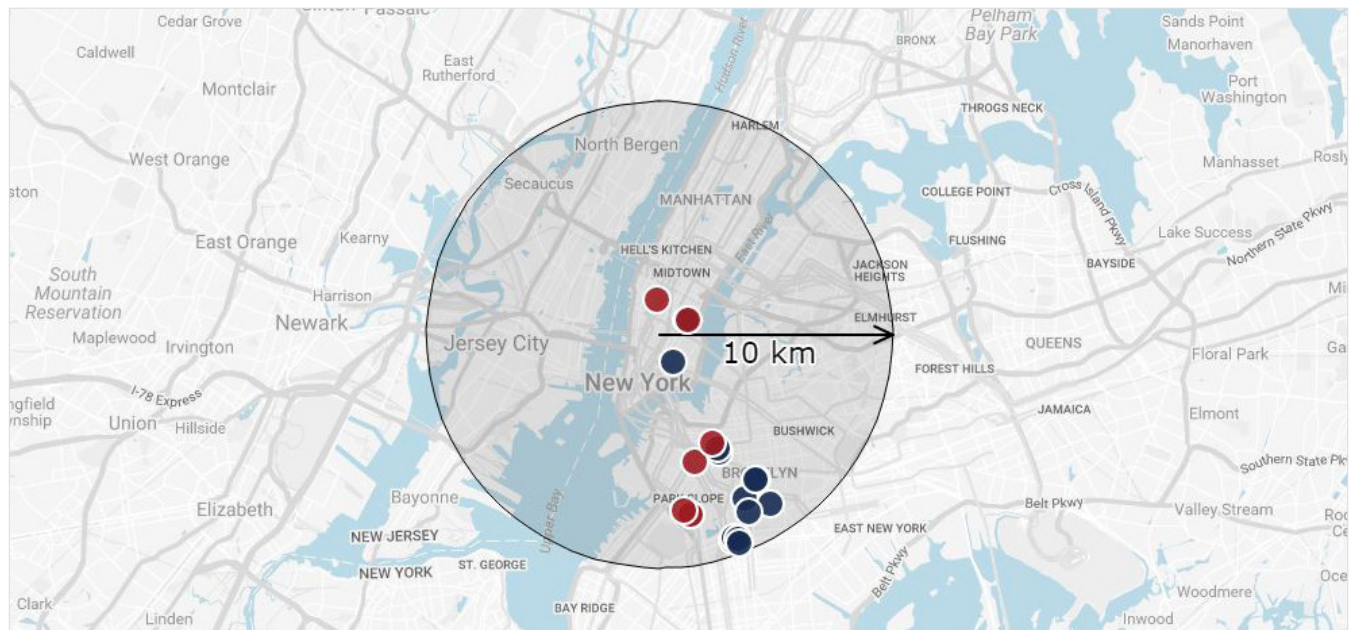 Cedar Grove
Passaic
Pelham
Bay Park
Sands Point
Manorhaven
Caldwell
East
Rutherford
Hudson River
BRONX
Port
Washington
Montclair
THROGS NECK
HARLEM
North Bergen
West Orange
Manhasset
Secaucus
COLLEGE POINT
Cross Island Pkwy
MANHATTAN
East River
East Orange
Kearny
HELL'S KITCHEN
FLUSHING
Lake Success
Northern State Pkwy
South
Mountain
Reservation
MIDTOWN
JACKSON
HEIGHTS
BAYSIDE
Harrison
Newark
ELMHURST
Maplewood
Irvington
Jersey City
10 km
QUEENS
Floral Park
FOREST HILLS
New York
I-78 Express
Union
Hillside
JAMAICA
Elmont
BUSHWICK
Southern State Pk
Bayonne
PARK SLOPE
Belt Pkwy
Elizabeth
Valley Stream
Upper Bay
EAST NEW YORK
NEW JERSEY
NEW YORK
ST. GEORGE
Belt Pkwy
Woodmere
Clark
Linden
BAY RIDGE
Inwood